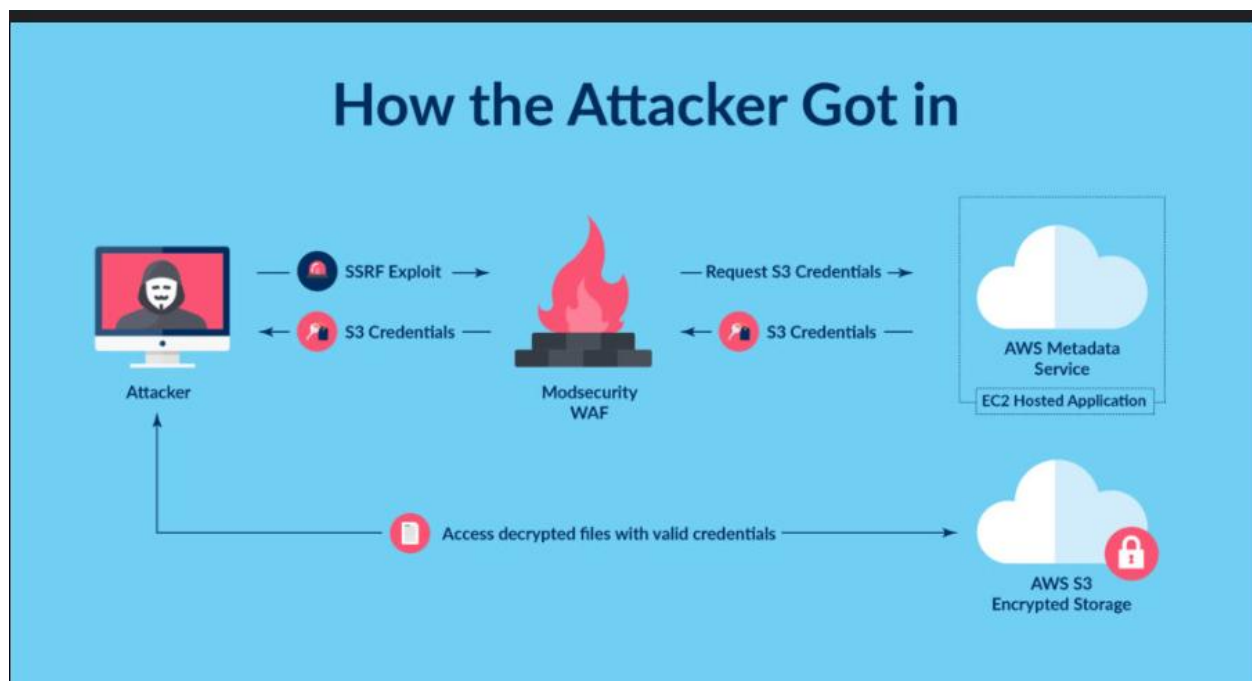 How the Attacker Got in
SSRF Exploit
Request S3 Credentials
S3 Credentials
S3 Credentials
Attacker
Modsecurity
WAF
AWS Metadata
Service
EC2 Hosted Application
Access decrypted files with valid credentials
AWS S3
Encrypted Storage